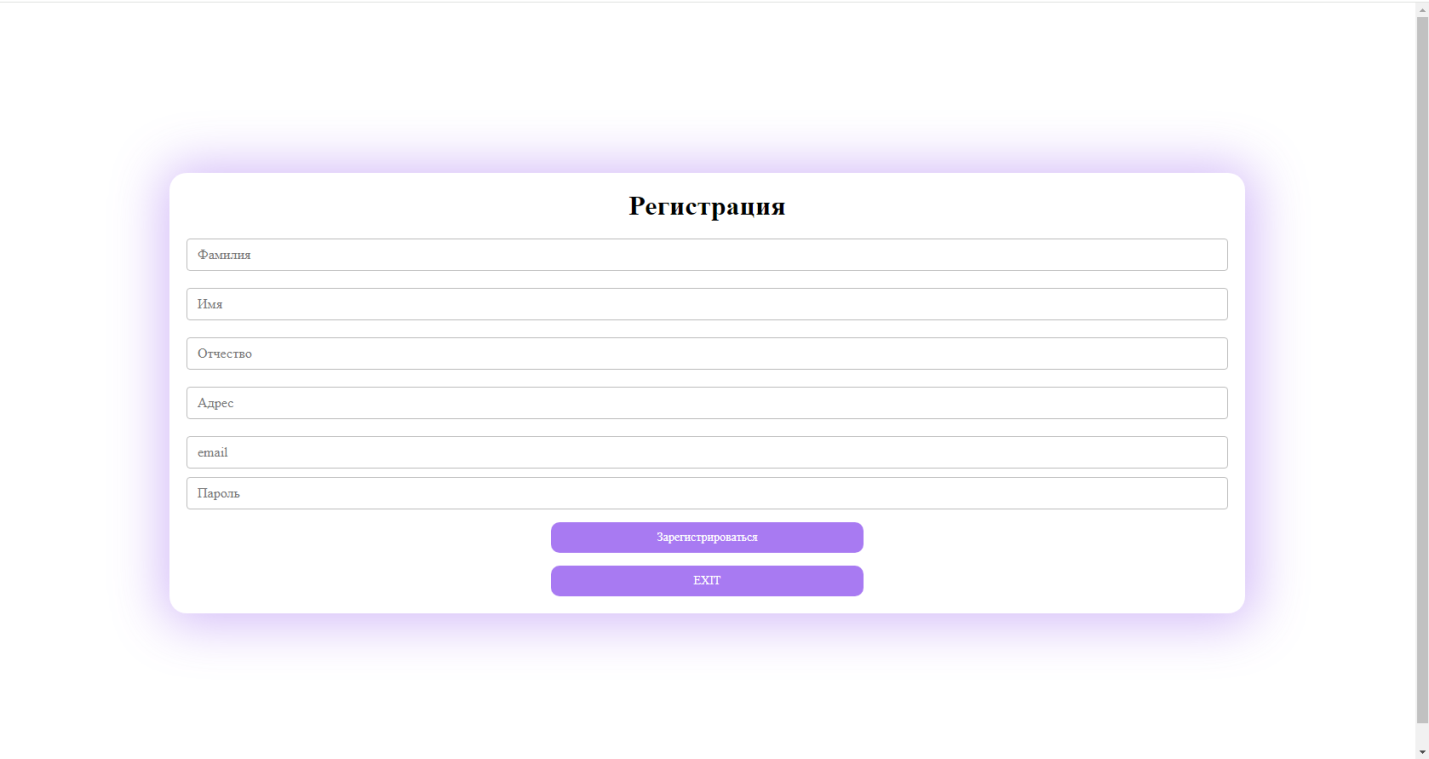 Регистрация
Фамилия
Имя
Отчество
Адрес
email
Пароль
Зарегистрироваться
EXIT